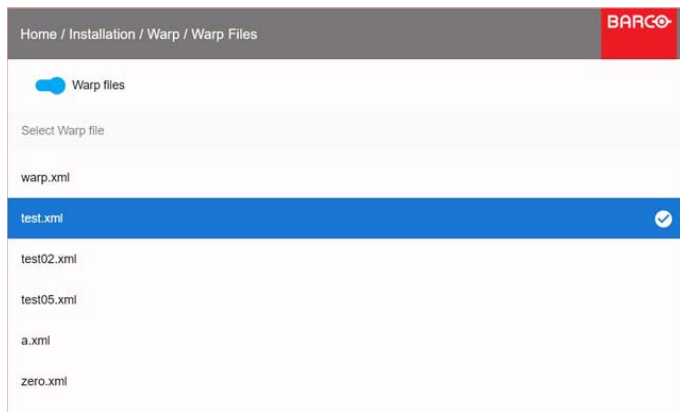 Home / Installation / Warp / Warp Files
BARCO
Warp files
Select Warp file
warp.xml
test.xml
test02.xml
test05.xml
a.xml
zero.xml